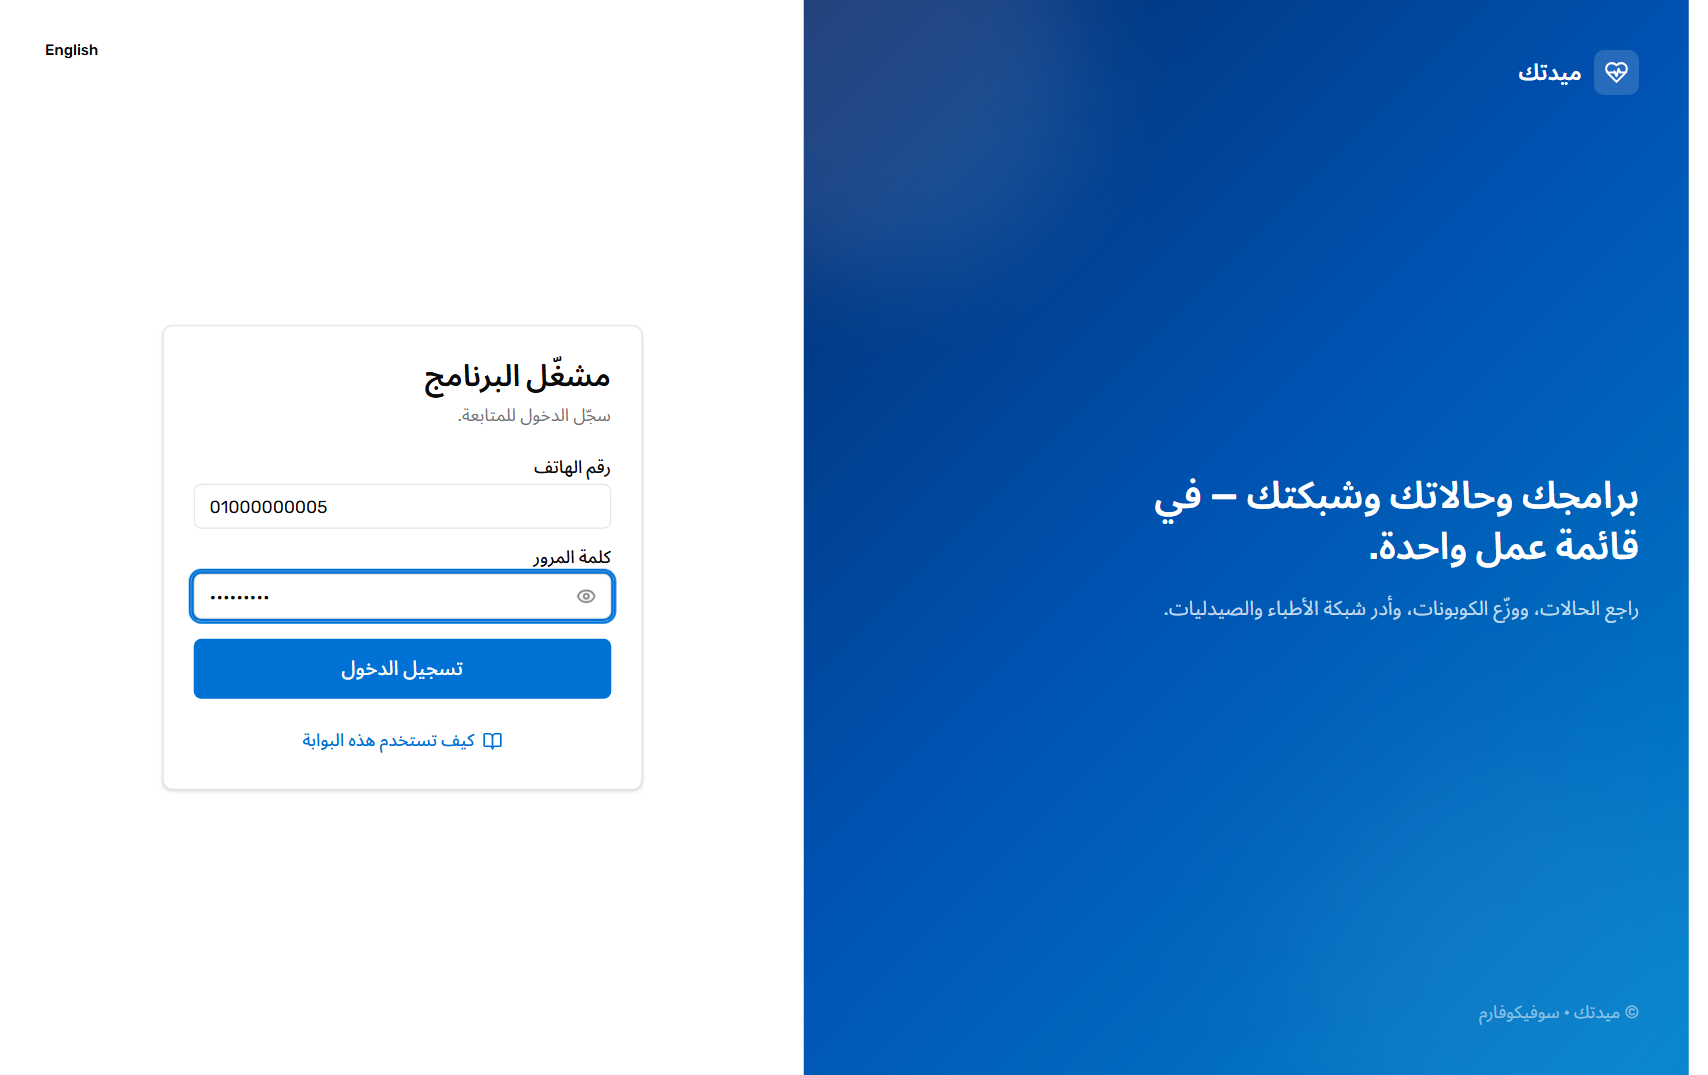 ميدتك
برامجك وحالاتك وشبكتك — في
قائمة عمل واحدة.
راجع الحالات، ووزّع الكوبونات، وأدر شبكة الأطباء والصيدليات.
© ميدتك • سوفيكوفارم
English
مشغّل البرنامج
سجّل الدخول للمتابعة.
رقم الهاتف
01000000005
كلمة المرور
•••••••••
تسجيل الدخول
كيف تستخدم هذه البوابة